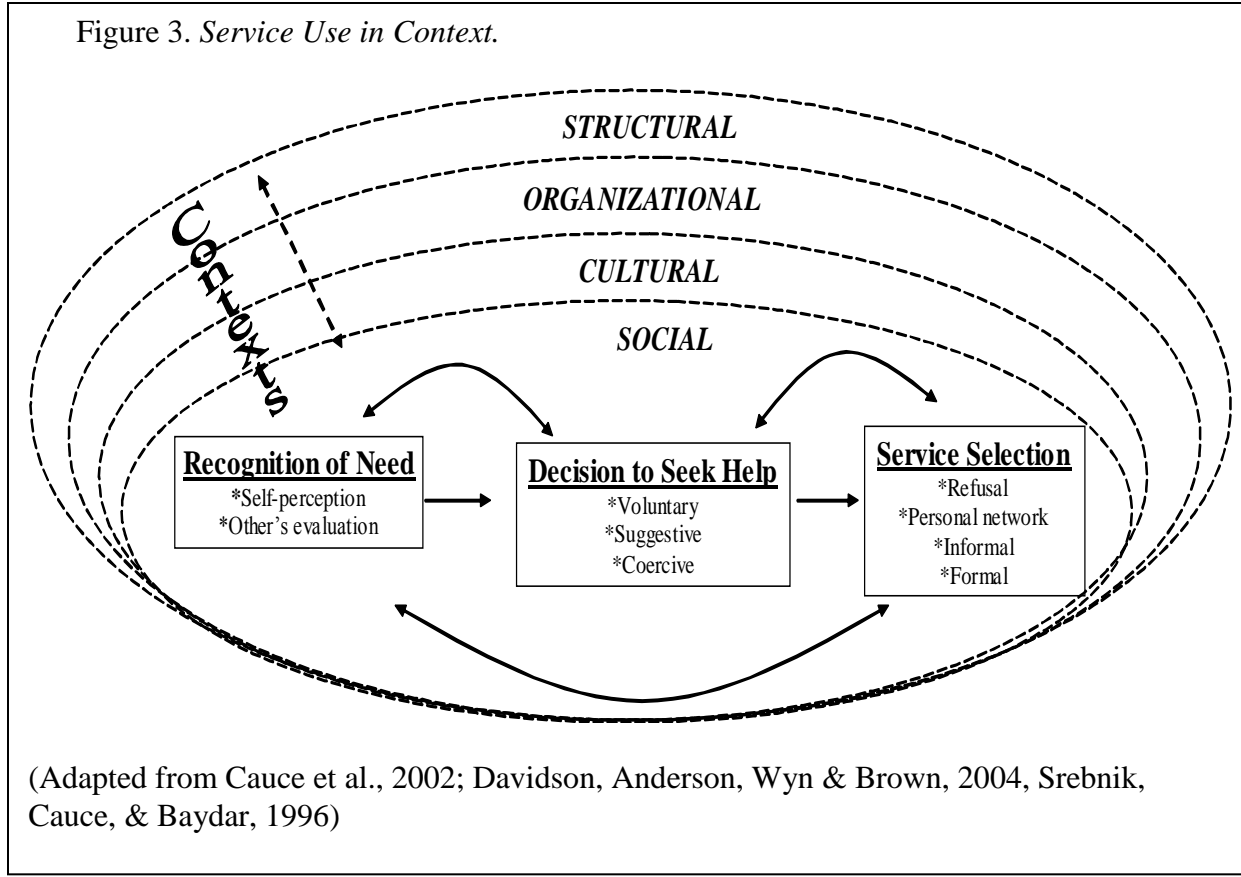 Figure 3. Service Use in Context.
STRUCTURAL
ORGANIZATIONAL
CULTURAL
SOCIAL
Contexts
Recognition of Need
*Self-perception
*Other's evaluation
Decision to Seek Help
*Voluntary
*Suggestive
*Coercive
Service Selection
*Refusal
*Personal network
*Informal
*Formal
(Adapted from Cauce et al., 2002; Davidson, Anderson, Wyn & Brown, 2004, Srebnik,
Cauce, & Baydar, 1996)